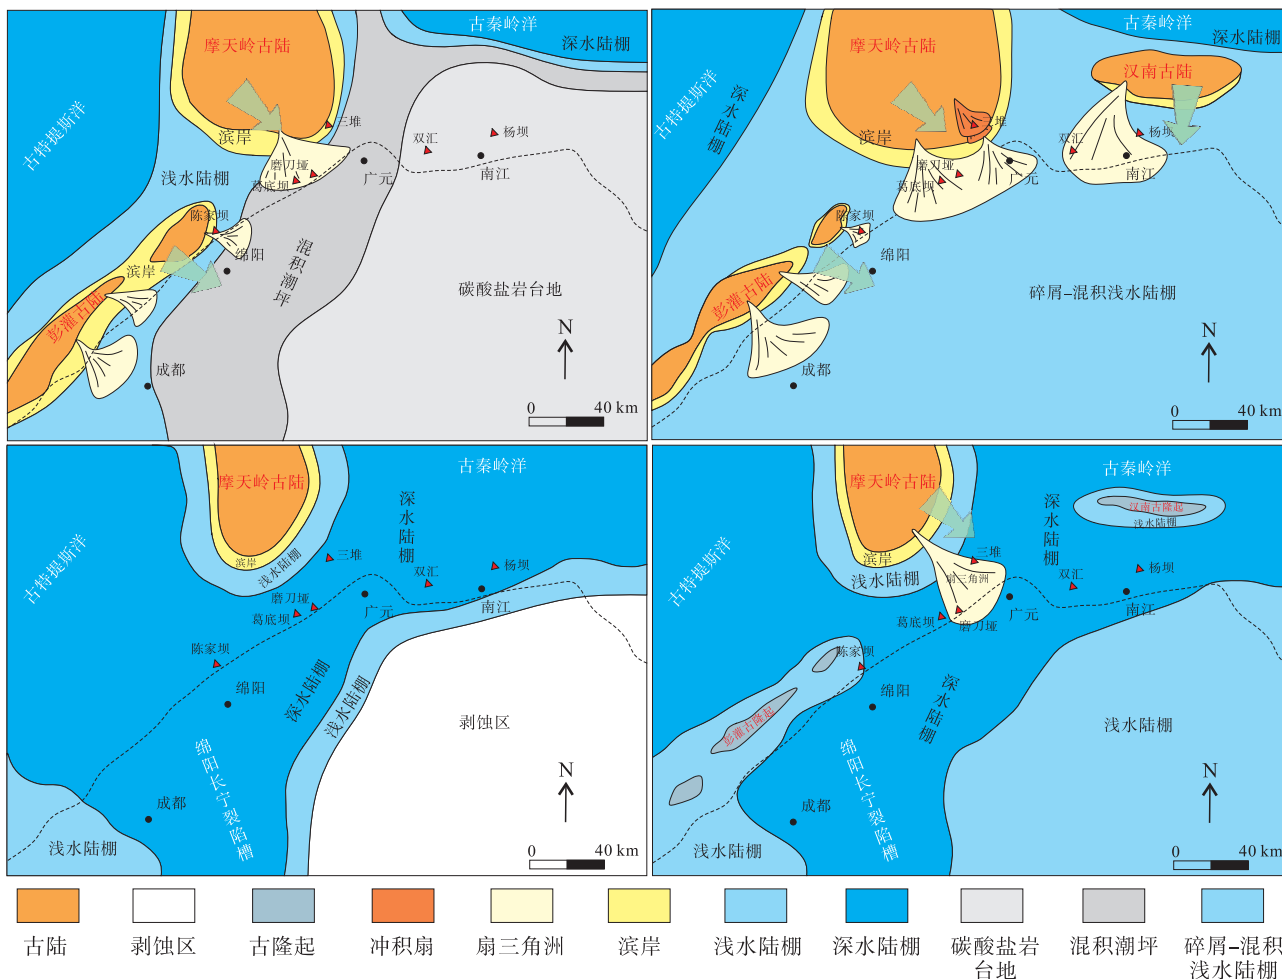 古秦岭洋
深水陆棚
摩天岭古陆
古特提斯洋
滨岸
三堆
双汇
杨坝
浅水陆棚
磨刀垭
葛底坝
广元
南江
陈家坝
绵阳
滨岸
混积潮坪
碳酸盐岩台地
彭灌古陆
成都
N
0 40 km
古秦岭洋
深水陆棚
摩天岭古陆
汉南古陆
古特提斯洋
深水陆棚
滨岸
三堆
双汇
杨坝
磨刀垭
葛底坝
广元
南江
陈家坝
绵阳
碎屑-混积浅水陆棚
彭灌古陆
成都
N
0 40 km
古秦岭洋
摩天岭古陆
深水陆棚
古特提斯洋
滨岸
浅水陆棚
三堆
双汇
杨坝
磨刀垭
葛底坝
广元
南江
陈家坝
绵阳
深水陆棚
浅水陆棚
剥蚀区
绵阳长宁裂陷槽
成都
浅水陆棚
N
0 40 km
古秦岭洋
摩天岭古陆
深水陆棚
汉南古隆起
浅水陆棚
古特提斯洋
滨岸
三堆
浅水陆棚
扇三角洲
双汇
杨坝
葛底坝
磨刀垭
广元
南江
陈家坝
绵阳
深水陆棚
浅水陆棚
彭灌古隆起
绵阳长宁裂陷槽
成都
浅水陆棚
N
0 40 km
古陆
剥蚀区
古隆起
冲积扇
扇三角洲
滨岸
浅水陆棚
深水陆棚
碳酸盐岩
台地
混积潮坪
碎屑-混积
浅水陆棚